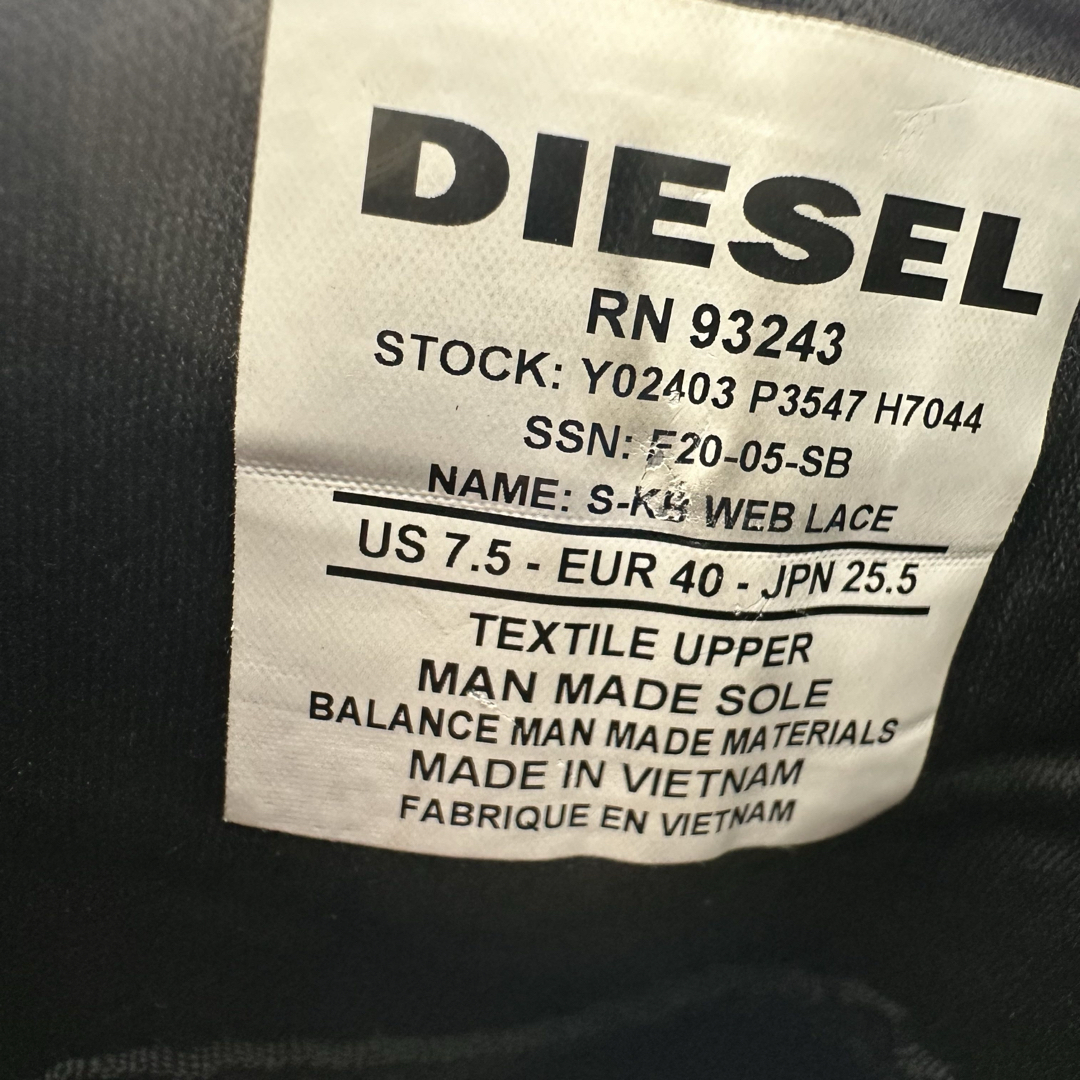 DIESEL
RN 93243
STOCK: Y02403 P3547 H7044
SSN: F20-05-SB
NAME: S-KB WEB LACE
US 7.5 - EUR 40 - JPN 25.5
TEXTILE UPPER
MAN MADE SOLE
BALANCE MAN MADE MATERIALS
MADE IN VIETNAM
FABRIQUE EN VIETNAM